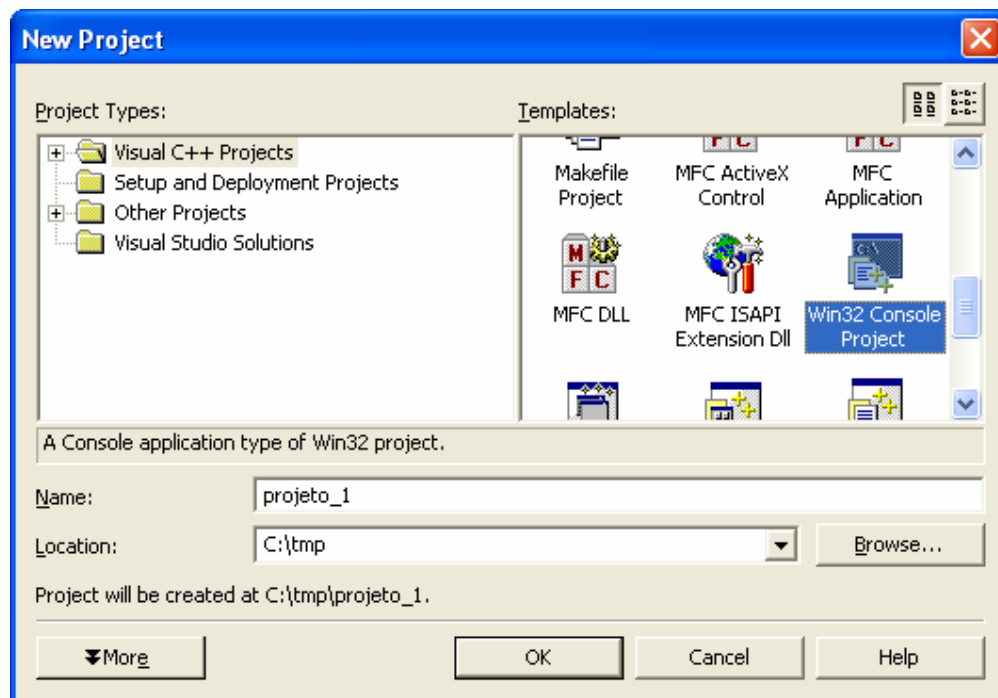 New Project
Project Types:
Templates:
Visual C++ Projects
Setup and Deployment Projects
Other Projects
Visual Studio Solutions
Makefile
Project
MFC ActiveX
Control
MFC
Application
MFC DLL
MFC ISAPI
Extension Dll
Win32 Console
Project
A Console application type of Win32 project.
Name:
projeto_1
Location:
C:\tmp
Browse...
Project will be created at C:\tmp\projeto_1.
More
OK
Cancel
Help